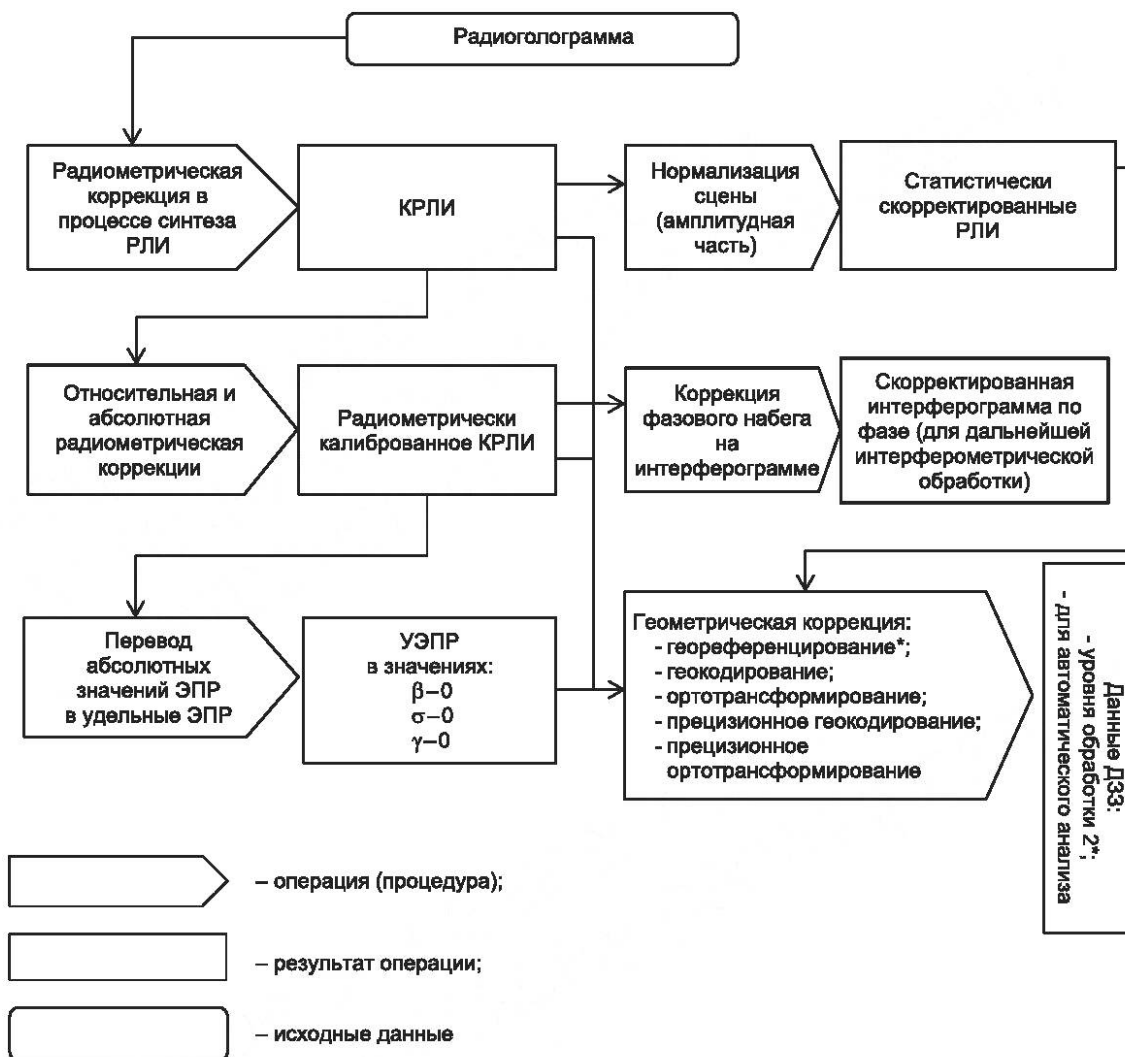 Радиоголограмма
Радиометрическая
коррекция в
процессе синтеза
РЛИ
КРЛИ
Нормализация
сцены
(амплитудная
часть)
Статистически
скорректированные
РЛИ
Относительная и
абсолютная
радиометрическая
коррекции
Радиометрически
калиброванное КРЛИ
Коррекция
фазового набега
на
интерферограмме
Скорректированная
интерферограмма по
фазе (для дальнейшей
интерферометрической
обработки)
Перевод
абсолютных
значений ЭПР
в удельные ЭПР
УЭПР
в значениях:
β–0
σ–0
γ–0
Геометрическая коррекция:
- геореференцирование*;
- геокодирование;
- ортотрансформирование;
- прецизионное геокодирование;
- прецизионное
ортотрансформирование
Данные ДЗЗ:
- уровня обработки 2*;
- для автоматического анализа
– операция (процедура);
– результат операции;
– исходные данные